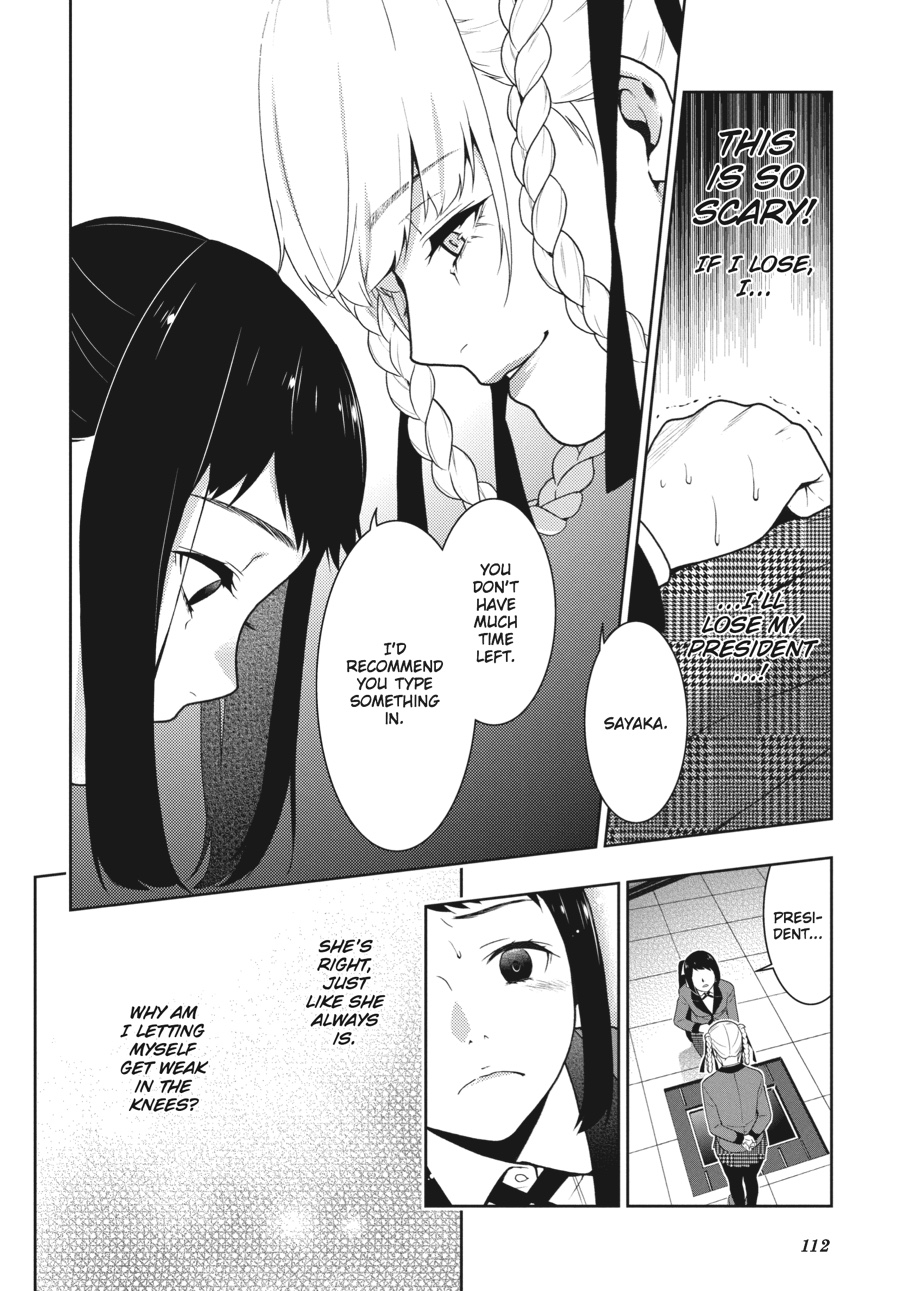 THIS
IS SO
SCARY!
IF I LOSE,
I...
...I'LL
LOSE MY
PRESIDENT
...!
SAYAKA.
YOU
DON'T
HAVE
MUCH
TIME
LEFT.
I'D
RECOMMEND
YOU TYPE
SOMETHING
IN.
PRESI-
DENT...
SHE'S
RIGHT,
JUST
LIKE SHE
ALWAYS
IS.
WHY AM
I LETTING
MYSELF
GET WEAK
IN THE
KNEES?
112